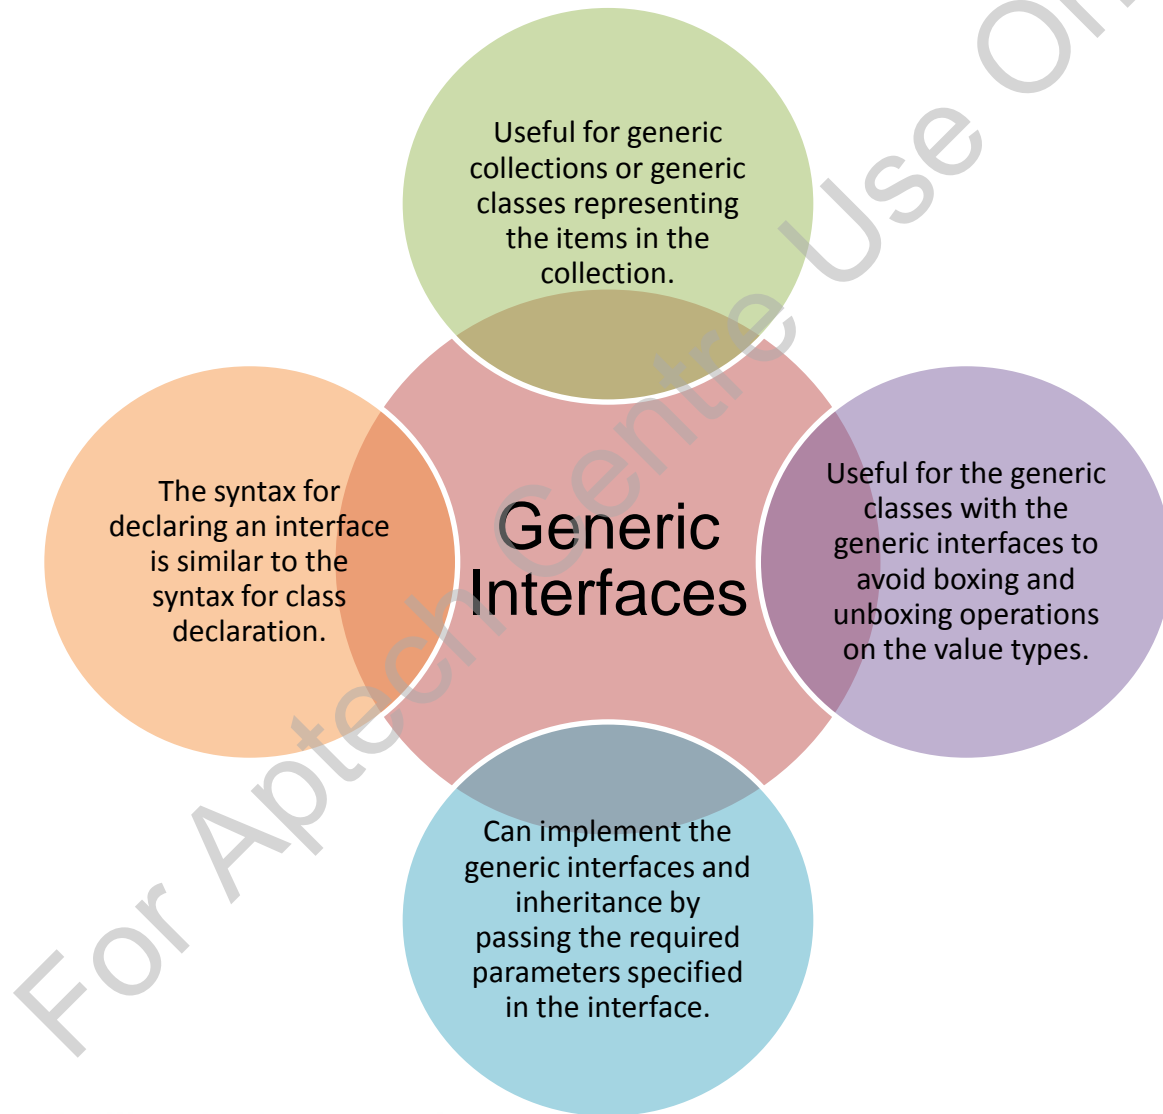 Useful for generic
collections or generic
classes representing
the items in the
collection.
The syntax for
declaring an interface
is similar to the
syntax for class
declaration.
Generic
Interfaces
Useful for the generic
classes with the
generic interfaces to
avoid boxing and
unboxing operations
on the value types.
Can implement the
generic interfaces and
inheritance by
passing the required
parameters specified
in the interface.
For Aptech Centre Use On